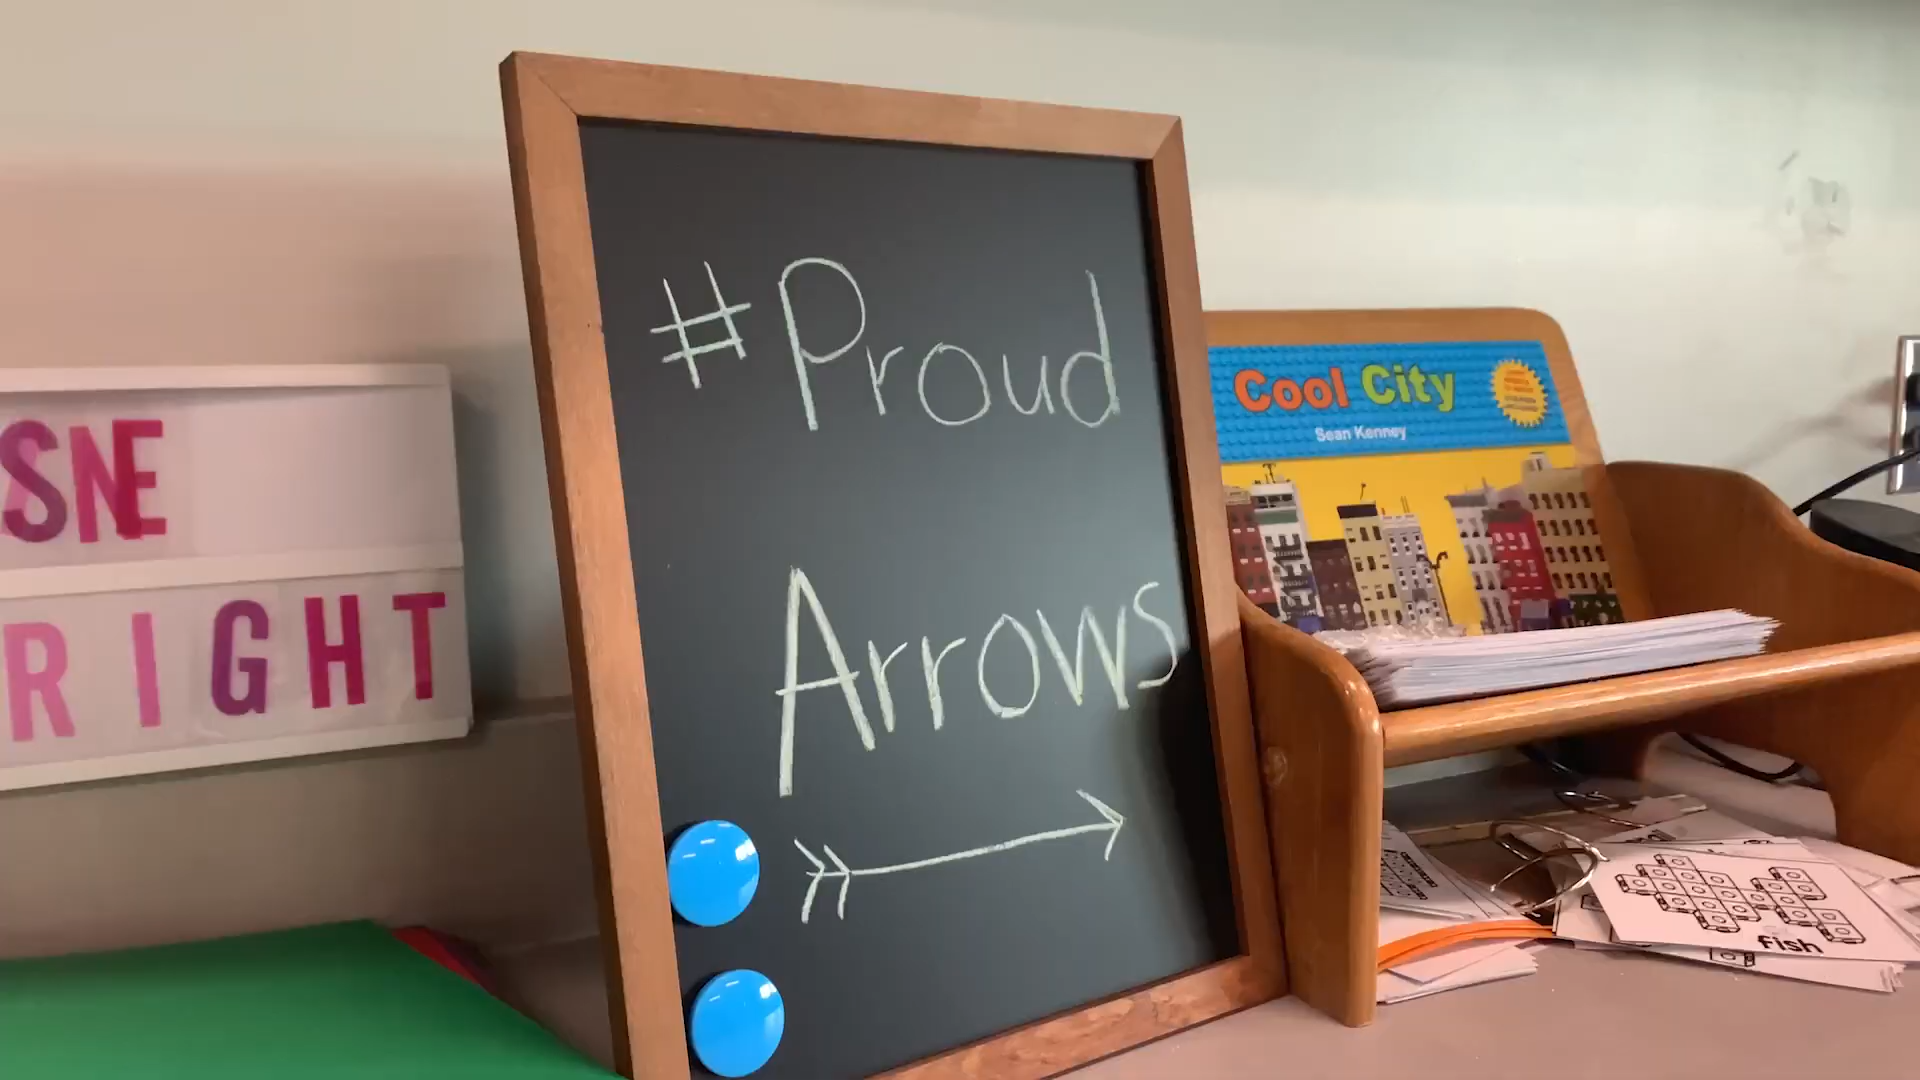 SNE
RIGHT
#Proud
Arrows
Cool City
Sean Kenney
fish